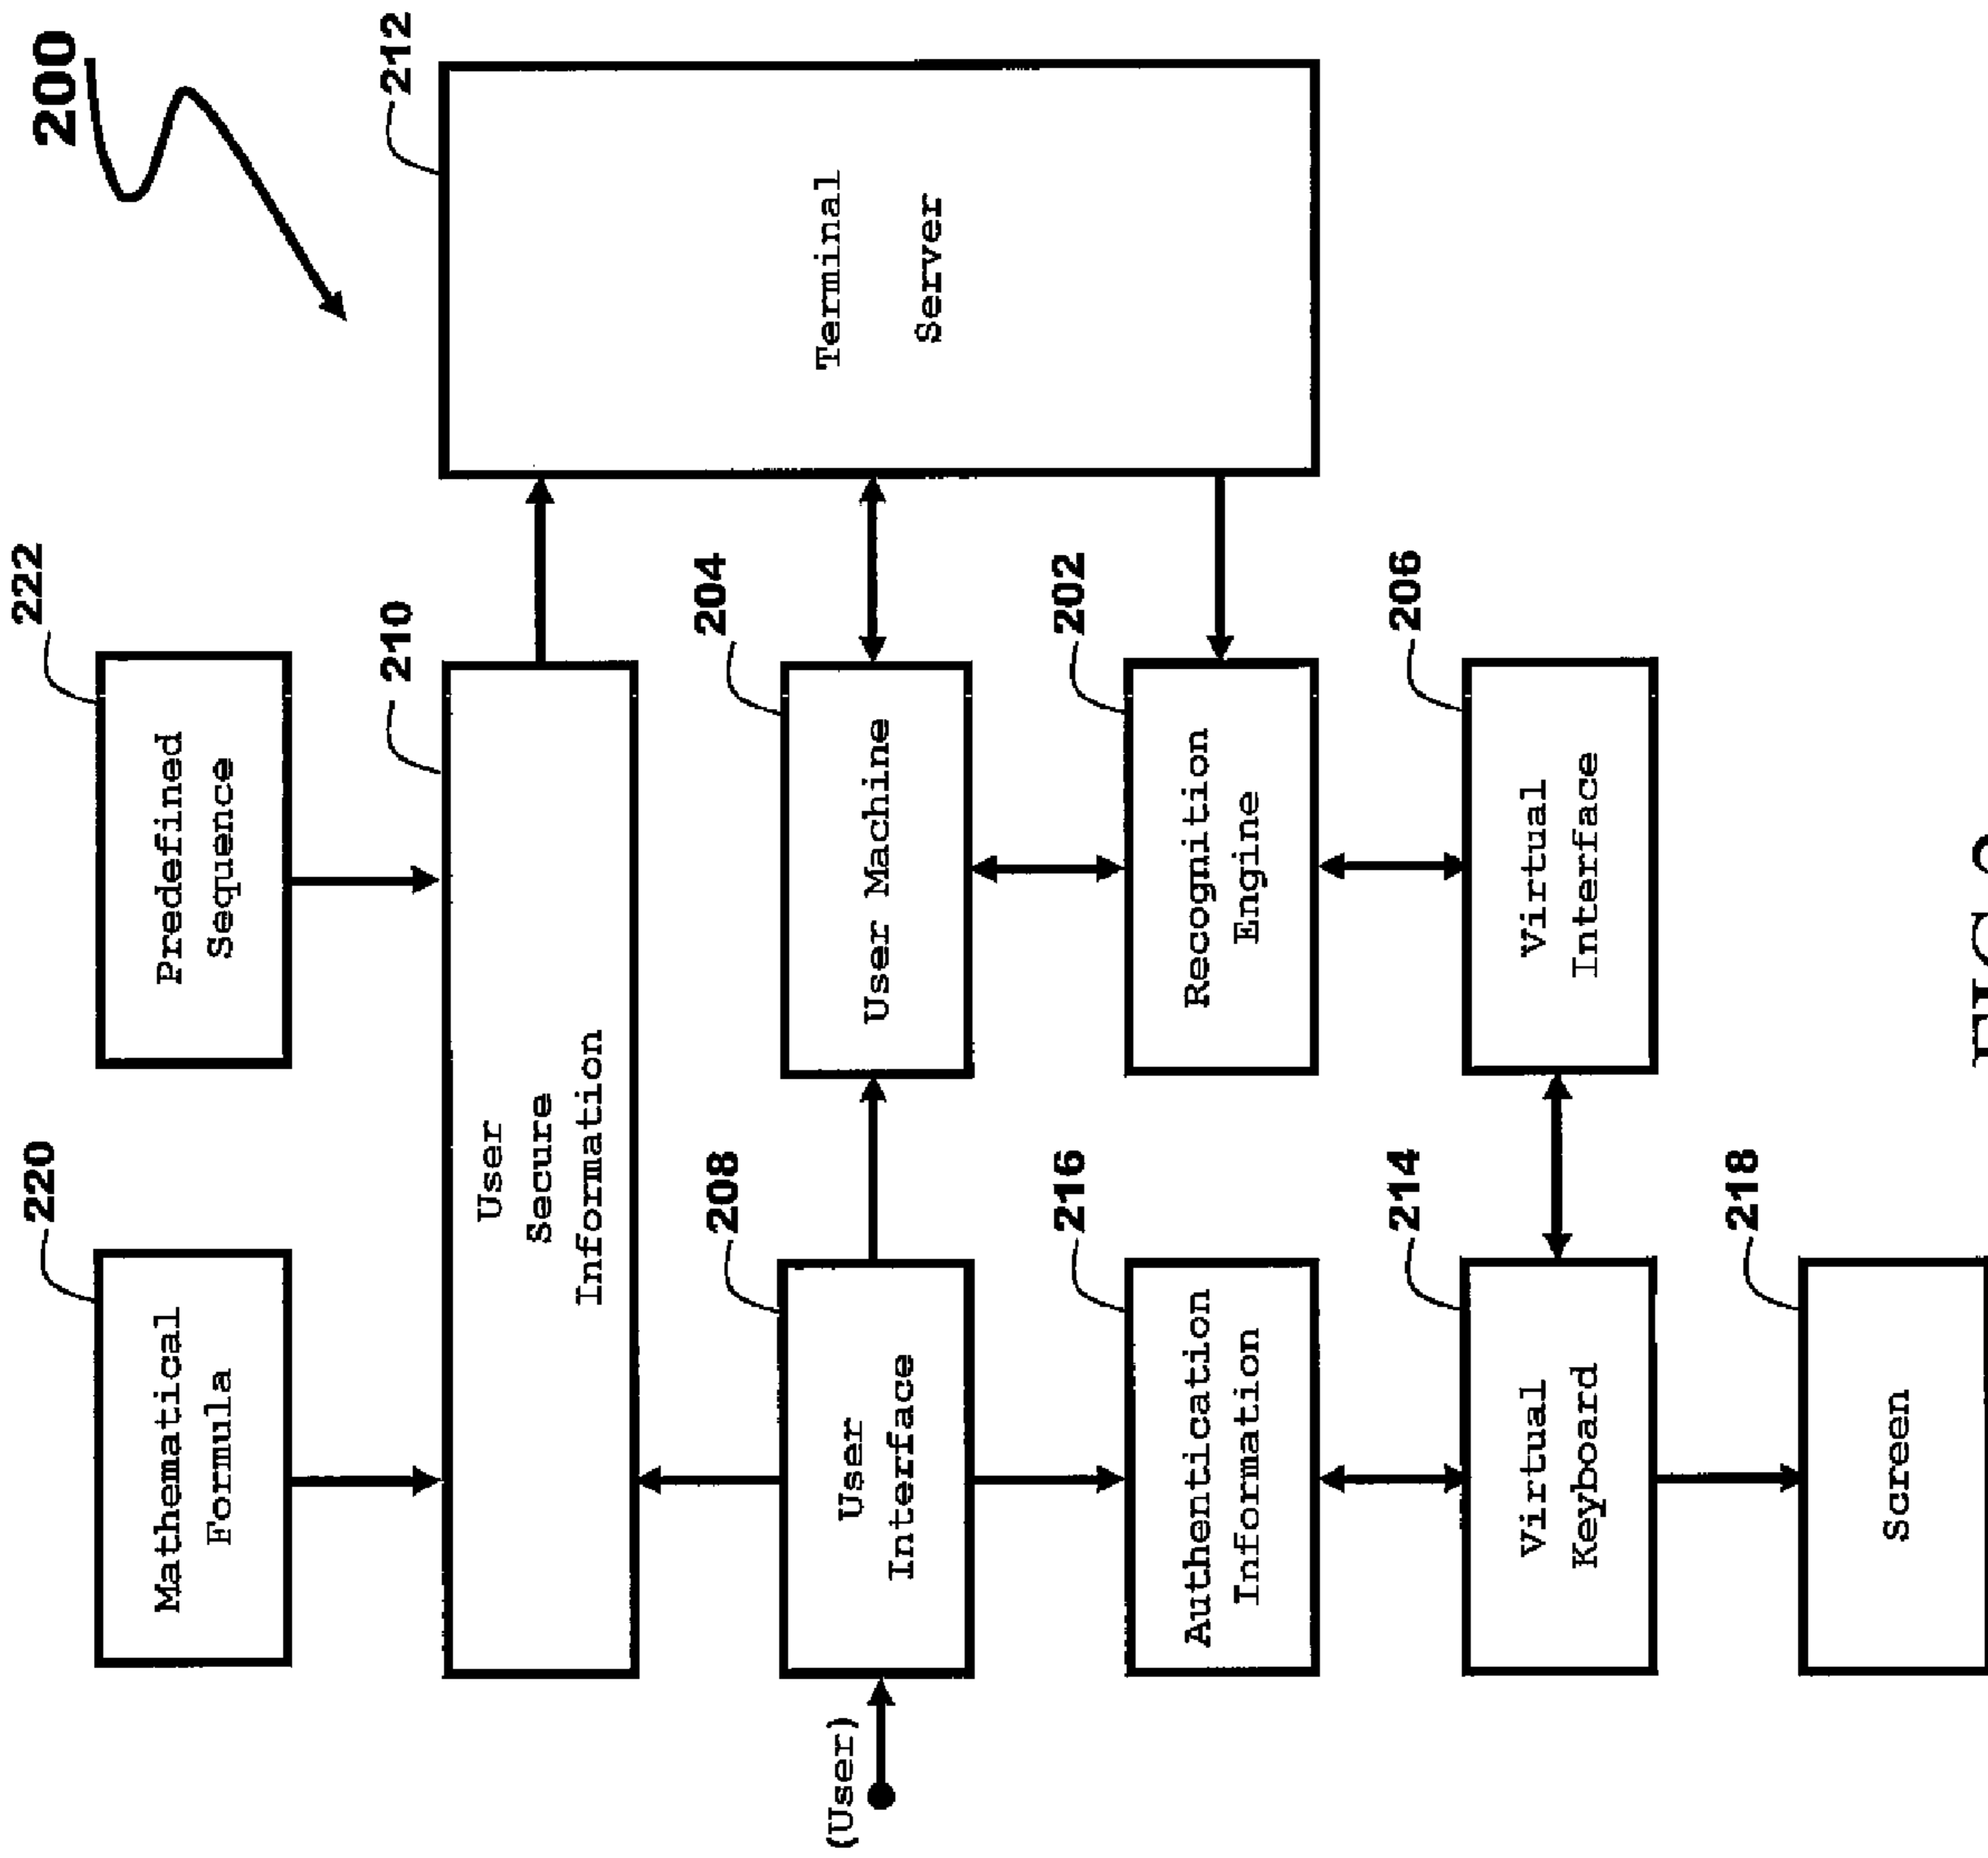 200
220
222
Mathematical
Formula
Predefined
Sequence
210
212
User
Secure
Information
Terminal
Server
208
204
(User)
User
Interface
User Machine
216
202
Authentication
Information
Recognition
Engine
214
206
Virtual
Keyboard
Virtual
Interface
218
Screen